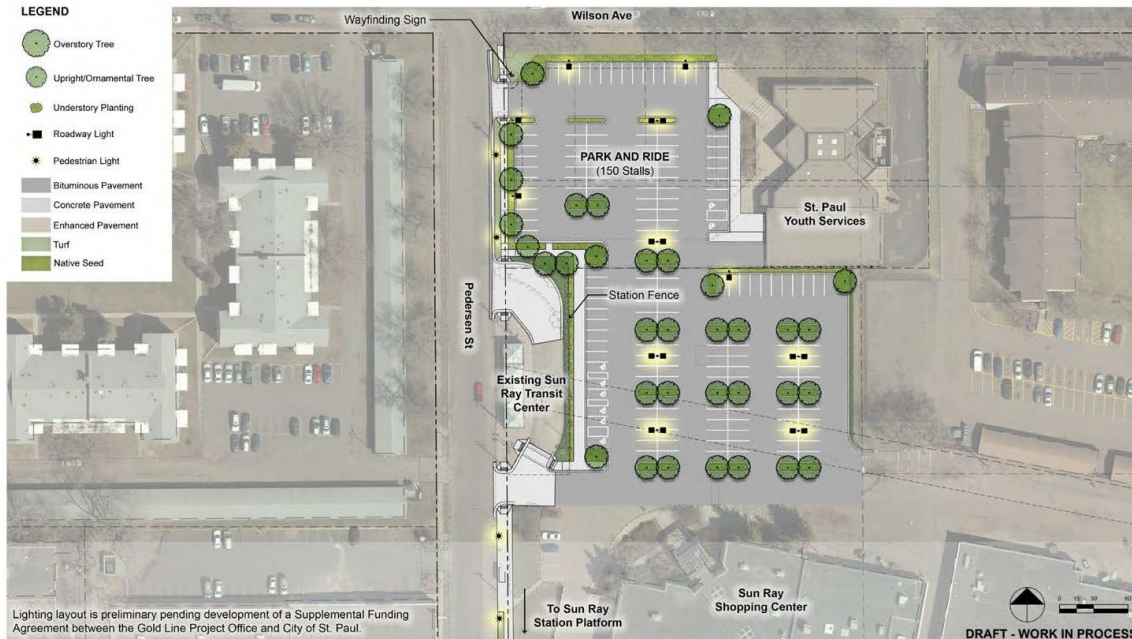 LEGEND
Overstory Tree
Upright/Ornamental Tree
Understory Planting
Roadway Light
Pedestrian Light
Bituminous Pavement
Concrete Pavement
Enhanced Pavement
Turf
Native Seed
Wayfinding Sign
Wilson Ave
PARK AND RIDE
(150 Stalls)
St. Paul
Youth Services
Pedersen St
Station Fence
Existing Sun
Ray Transit
Center
To Sun Ray
Station Platform
Sun Ray
Shopping Center
Lighting layout is preliminary pending development of a Supplemental Funding
Agreement between the Gold Line Project Office and City of St. Paul.
0 15 30 60
DRAFT - WORK IN PROCESS